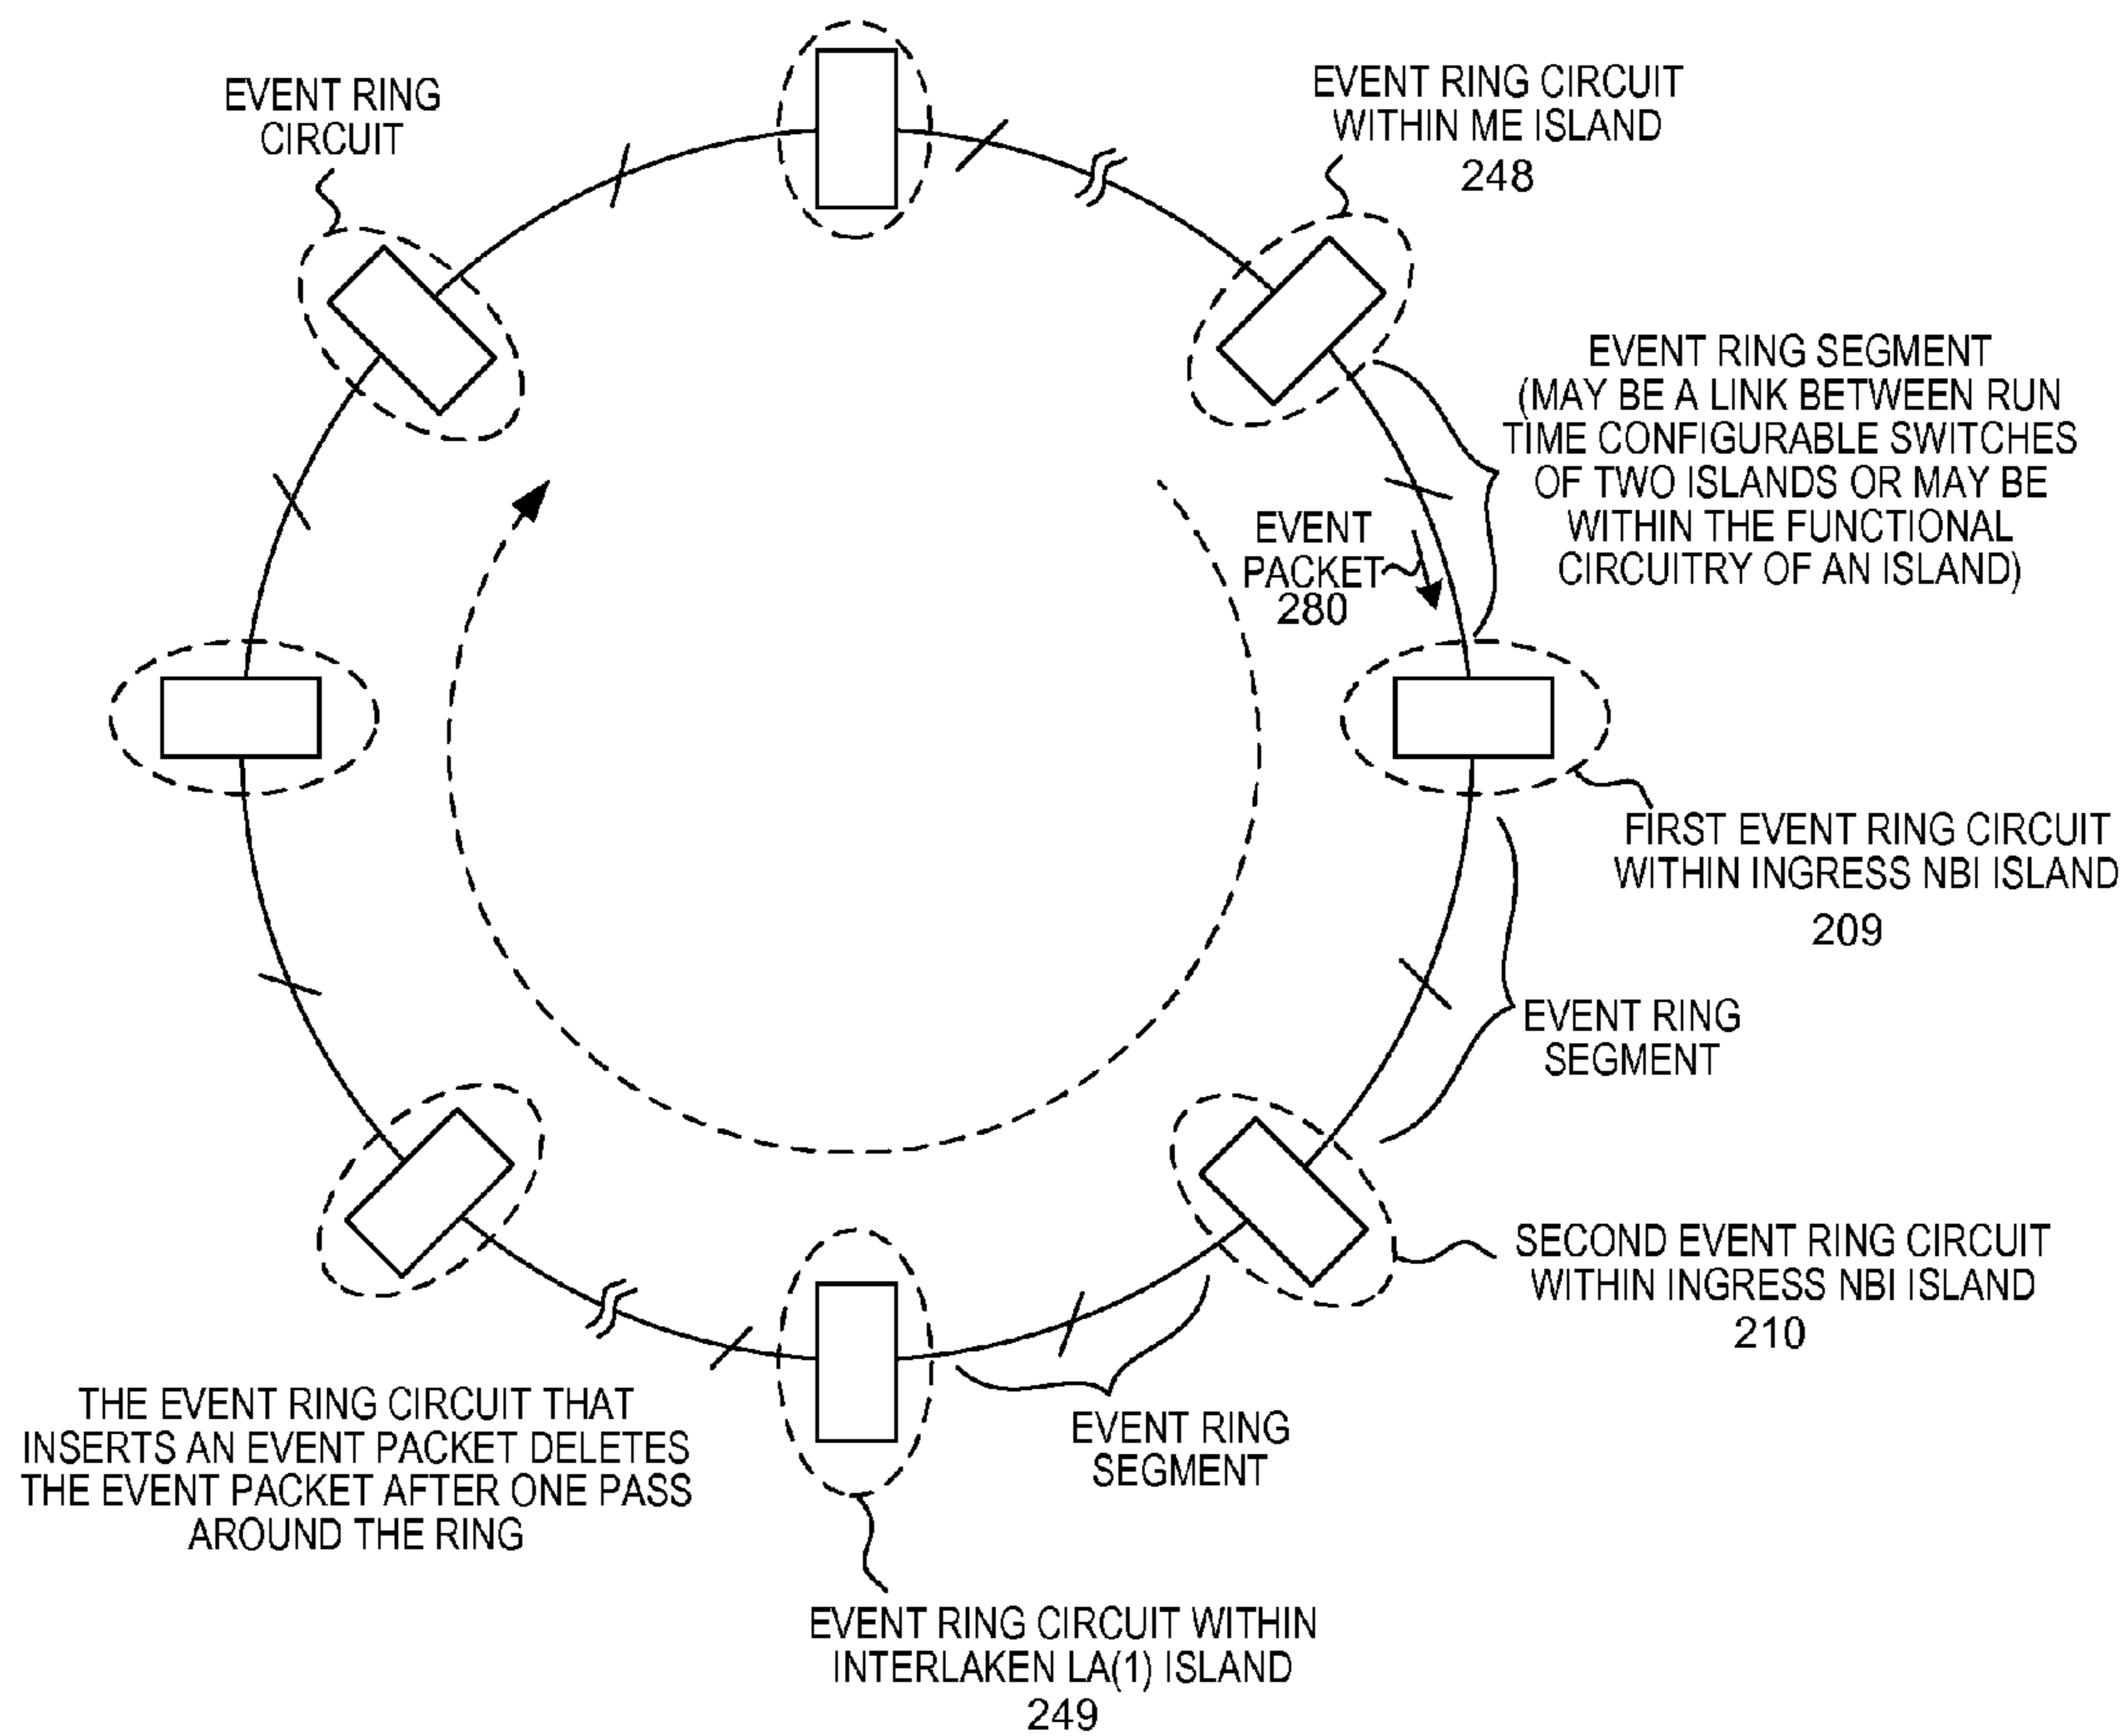 EVENT RING
CIRCUIT
EVENT RING CIRCUIT
WITHIN ME ISLAND
248
EVENT RING SEGMENT
(MAY BE A LINK BETWEEN RUN
TIME CONFIGURABLE SWITCHES
OF TWO ISLANDS OR MAY BE
WITHIN THE FUNCTIONAL
CIRCUITRY OF AN ISLAND)
EVENT
PACKET
280
FIRST EVENT RING CIRCUIT
WITHIN INGRESS NBI ISLAND
209
EVENT RING
SEGMENT
SECOND EVENT RING CIRCUIT
WITHIN INGRESS NBI ISLAND
210
EVENT RING
SEGMENT
THE EVENT RING CIRCUIT THAT
INSERTS AN EVENT PACKET DELETES
THE EVENT PACKET AFTER ONE PASS
AROUND THE RING
EVENT RING CIRCUIT WITHIN
INTERLAKEN LA(1) ISLAND
249